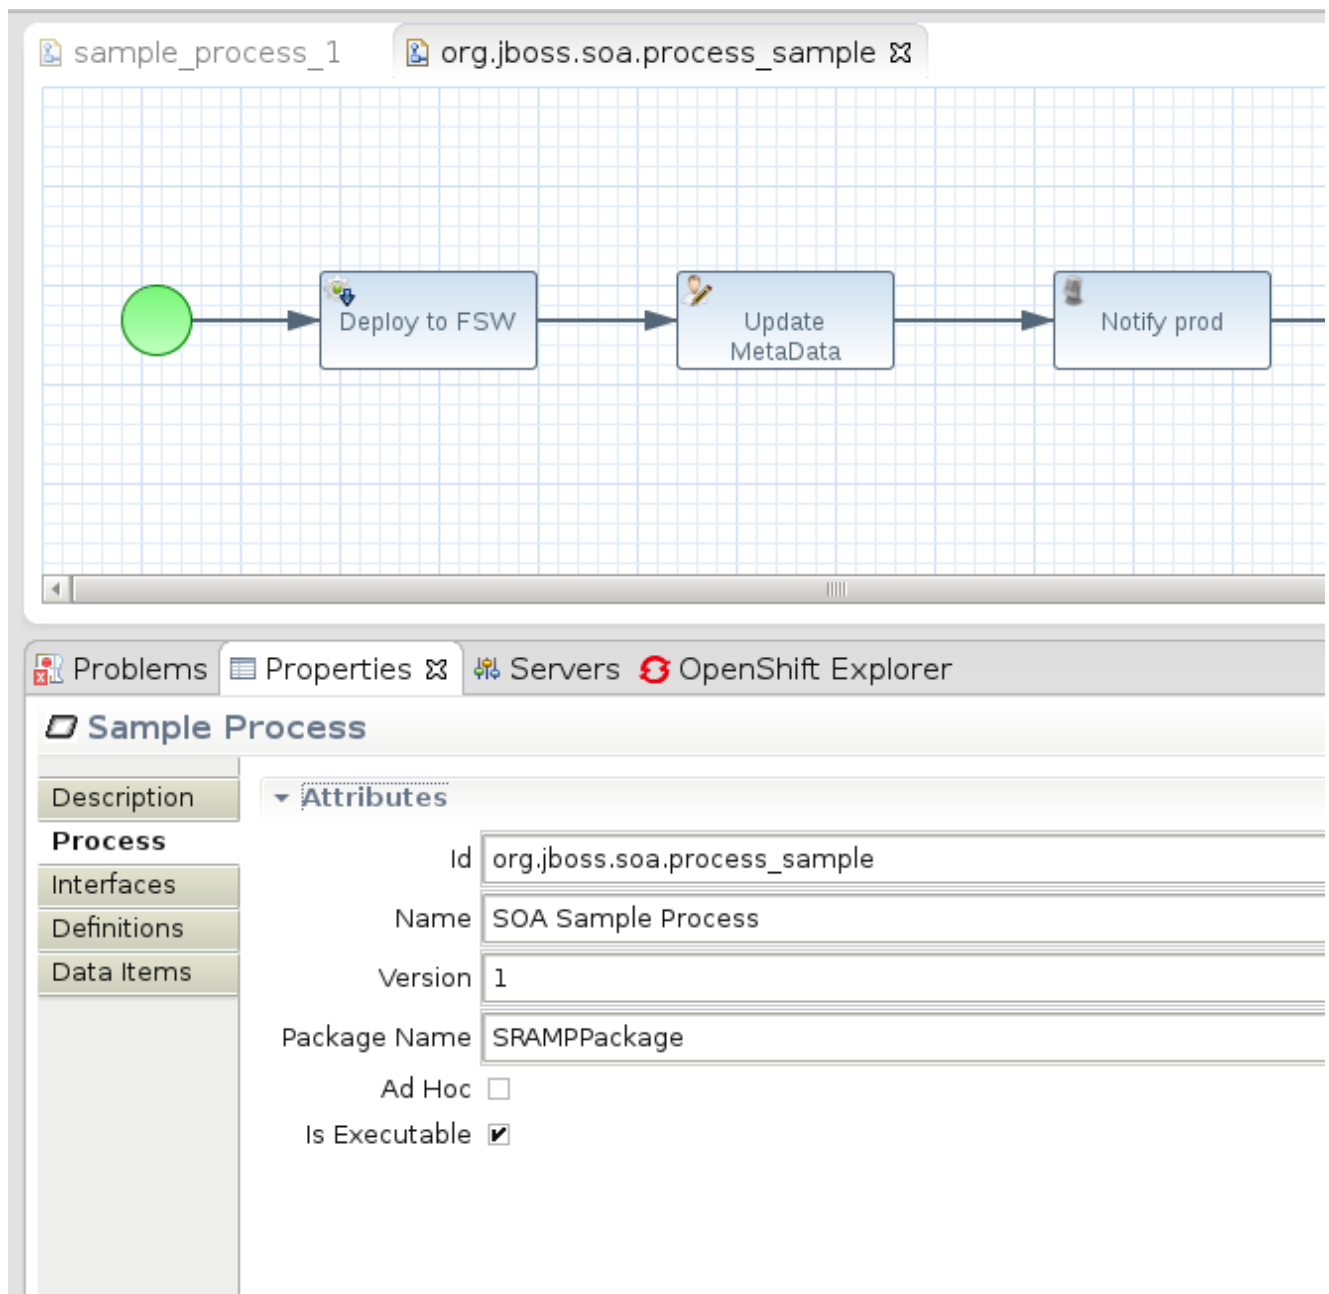 sample_process_1 org.jboss.soa.process_sample
Deploy to FSW
Update
MetaData
Notify prod
Problems Properties Servers OpenShift Explorer
Sample Process
Description
Process
Interfaces
Definitions
Data Items
Attributes
Id org.jboss.soa.process_sample
Name SOA Sample Process
Version 1
Package Name SRAMPPackage
Ad Hoc
Is Executable